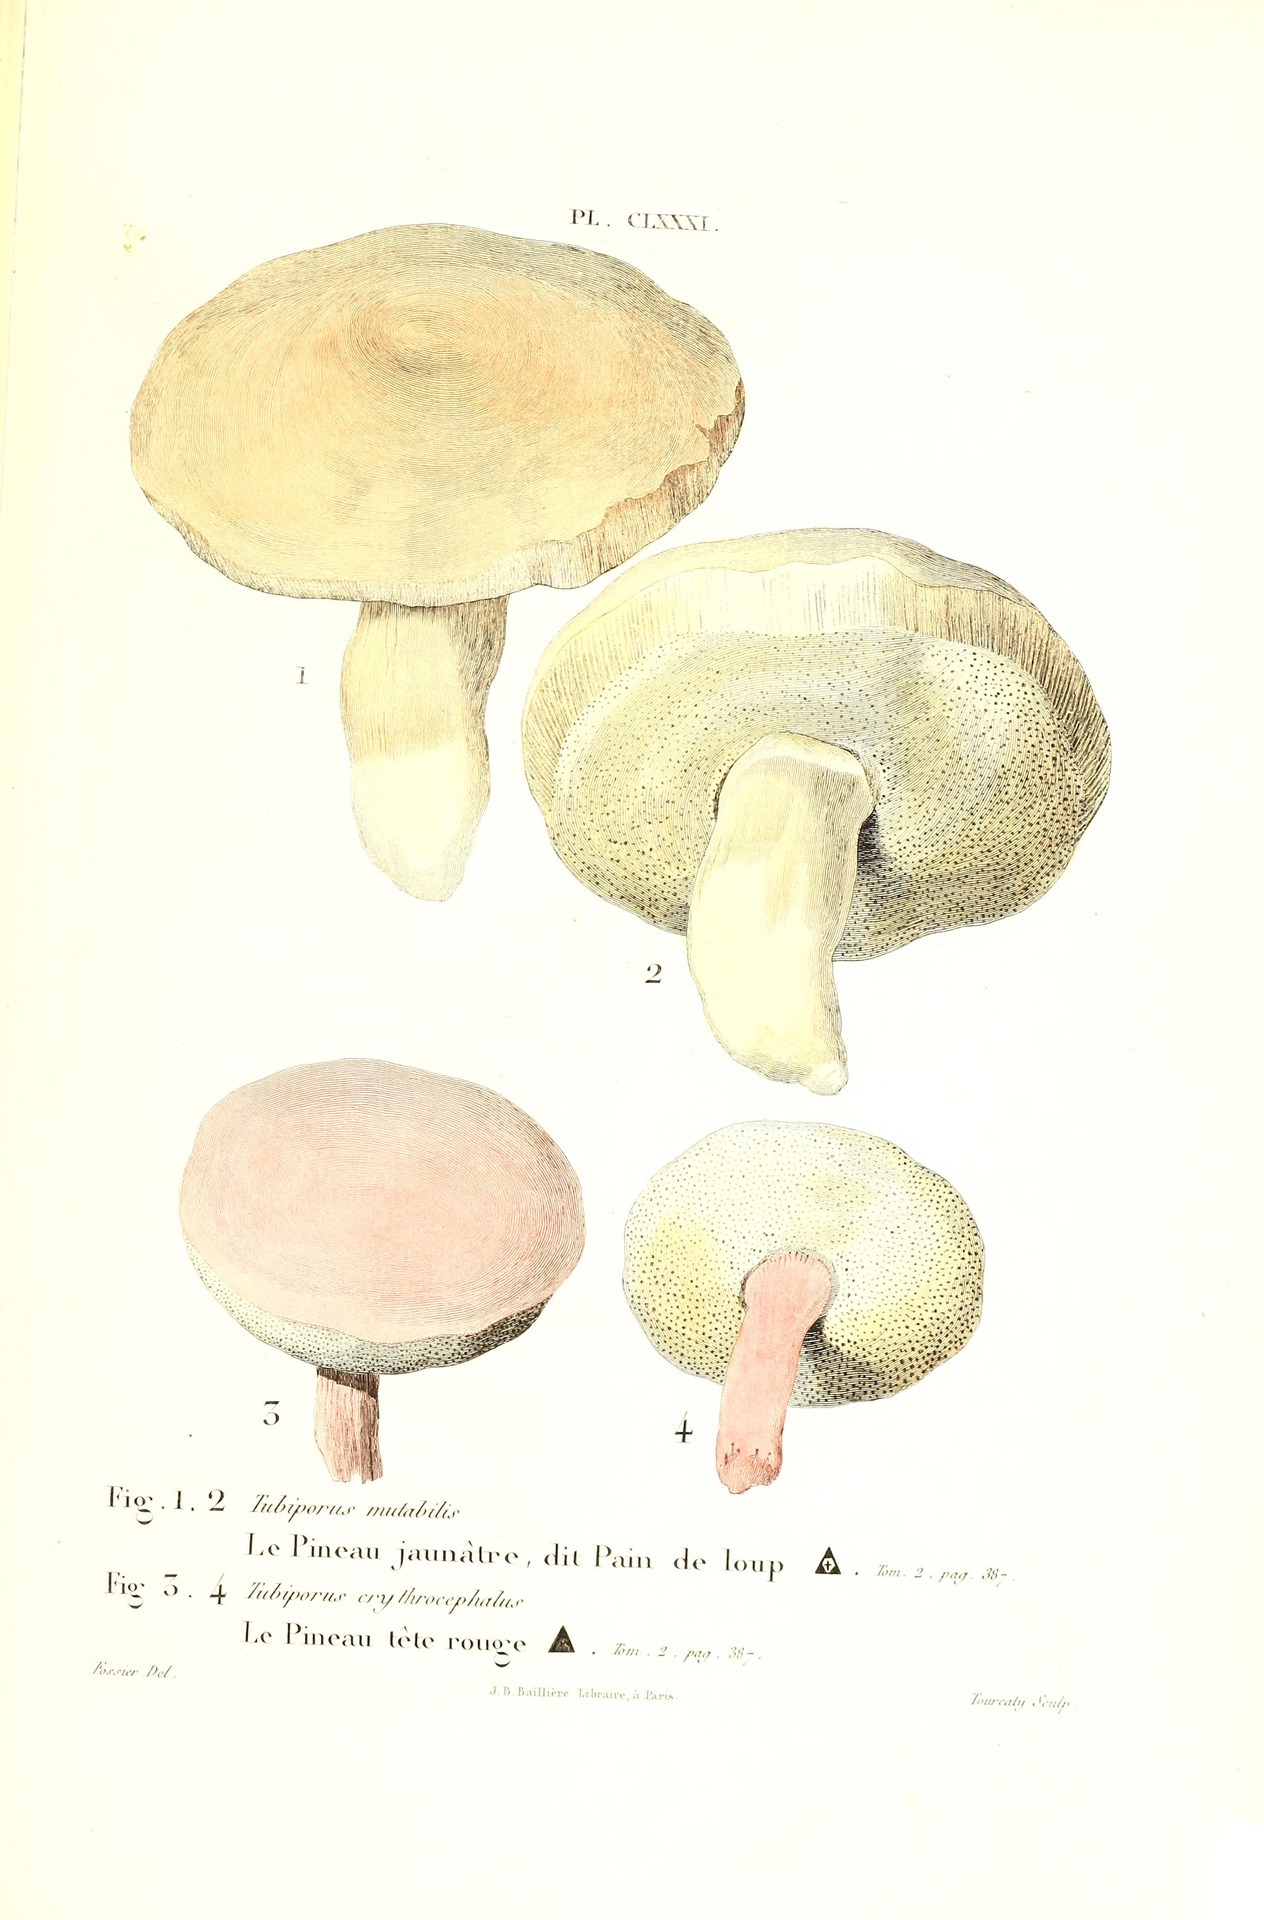 PL. CLXXXI.
1
2
3
4
Fig. 1. 2 Tubiporus mutabilis
Le Pineau jaunâtre, dit Pain de loup . Tom. 2. pag. 387.
Fig 3. 4 Tubiporus erythrocephalus
Le Pineau tête rouge . Tom. 2. pag. 387.
Fossier Del.
J. B. Baillière Libraire, à Paris.
Tourcaty Sculp.